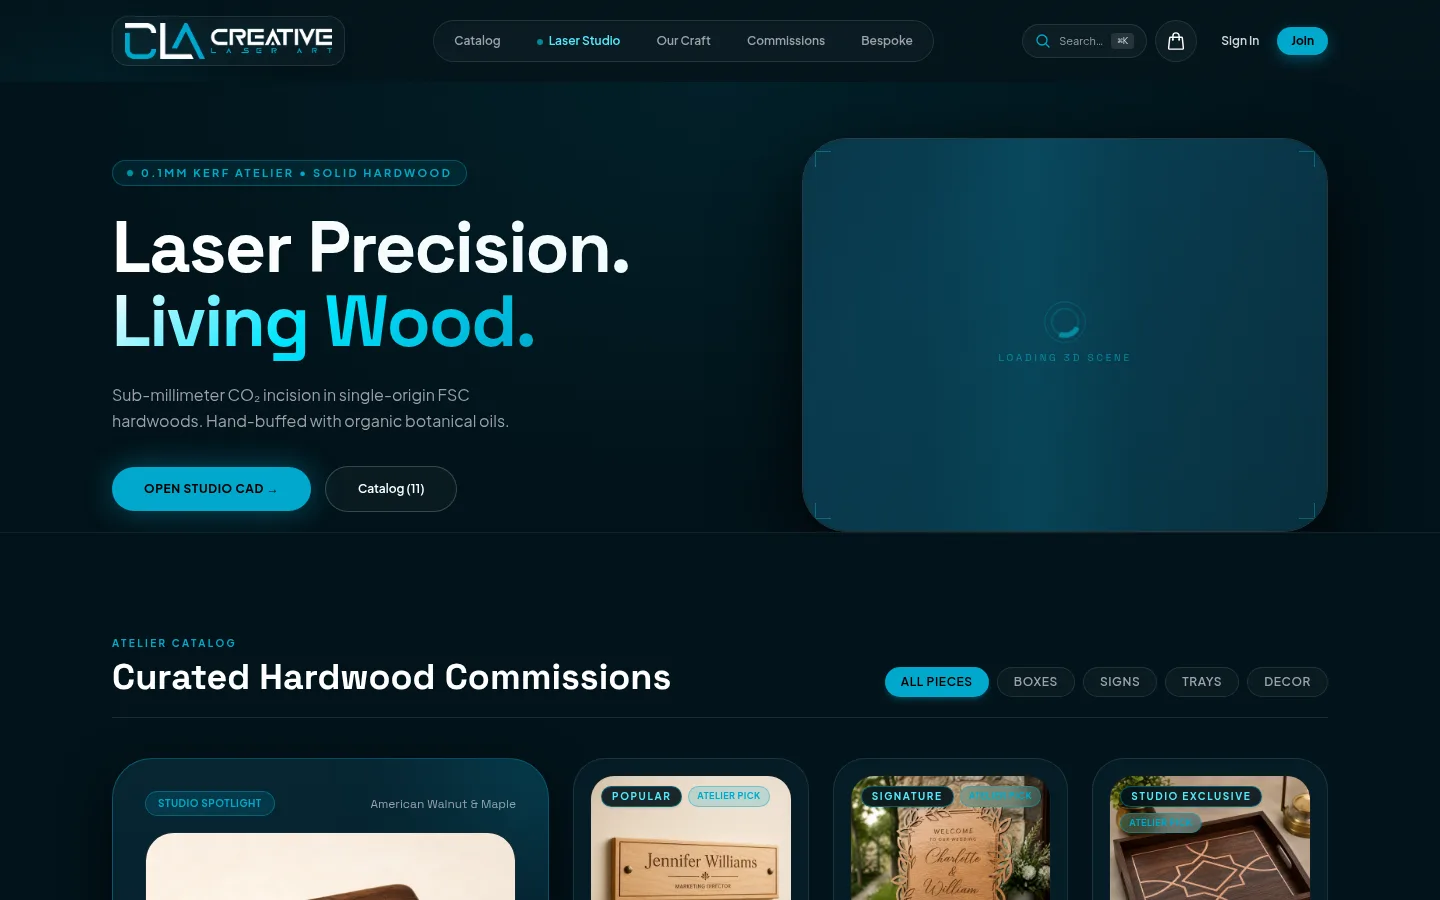 CLA CREATIVE
LASER ART
Catalog
Laser Studio
Our Craft
Commissions
Bespoke
Search...
⌘K
Sign In
Join
0.1MM KERF ATELIER • SOLID HARDWOOD
Laser Precision.
Living Wood.
Sub-millimeter CO₂ incision in single-origin FSC
hardwoods. Hand-buffed with organic botanical oils.
OPEN STUDIO CAD →
Catalog (11)
LOADING 3D SCENE
ATELIER CATALOG
Curated Hardwood Commissions
ALL PIECES
BOXES
SIGNS
TRAYS
DECOR
STUDIO SPOTLIGHT
American Walnut & Maple
POPULAR
ATELIER PICK
Jennifer Williams
MARKETING DIRECTOR
SIGNATURE
ATELIER PICK
WELCOME
TO OUR WEDDING
Charlotte
&
William
STUDIO EXCLUSIVE
ATELIER PICK